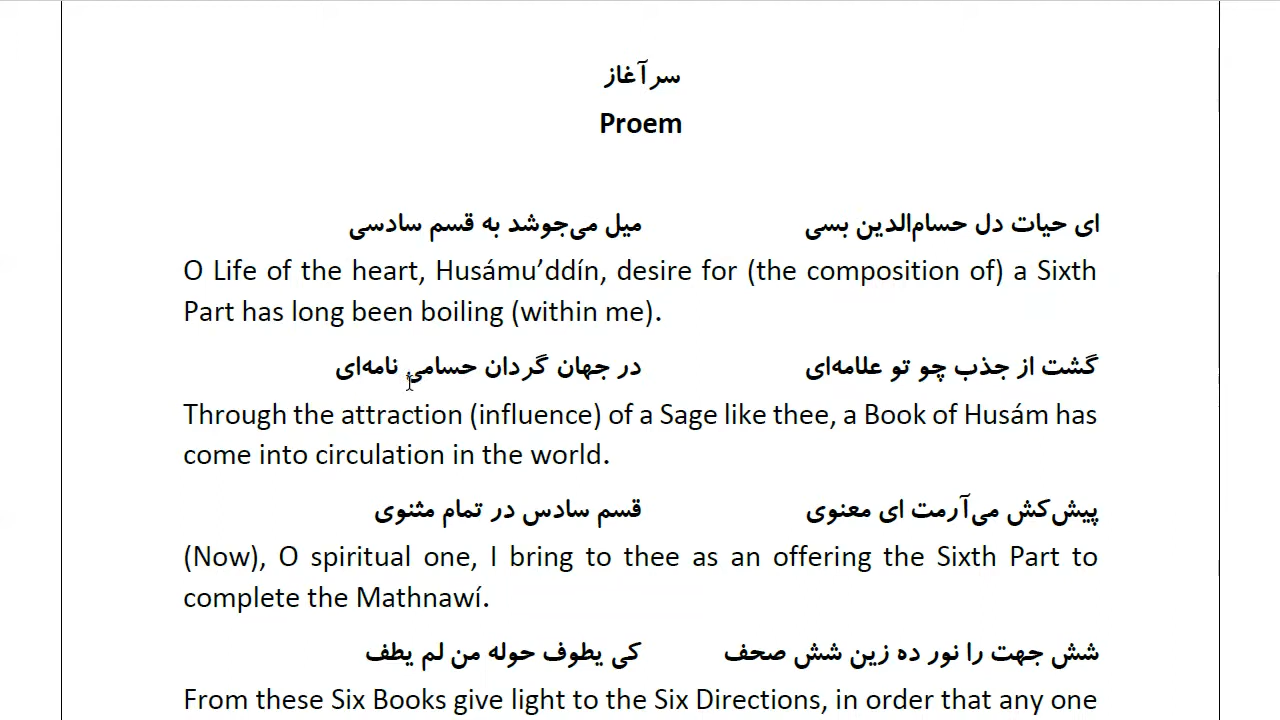 سرآغاز
Proem
ای حیات دل حسام‌الدین بسی میل می‌جوشد به قسم سادسی
O Life of the heart, Husámu’ddín, desire for (the composition of) a Sixth
Part has long been boiling (within me).
گشت از جذب چو تو علامه‌ای در جهان گردان حسامی نامه‌ای
Through the attraction (influence) of a Sage like thee, a Book of Husám has
come into circulation in the world.
پیش‌کش می‌آرمت ای معنوی قسم سادس در تمام مثنوی
(Now), O spiritual one, I bring to thee as an offering the Sixth Part to
complete the Mathnawí.
شش جهت را نور ده زین شش صحف کی یطوف حوله من لم یطف
From these Six Books give light to the Six Directions, in order that any one